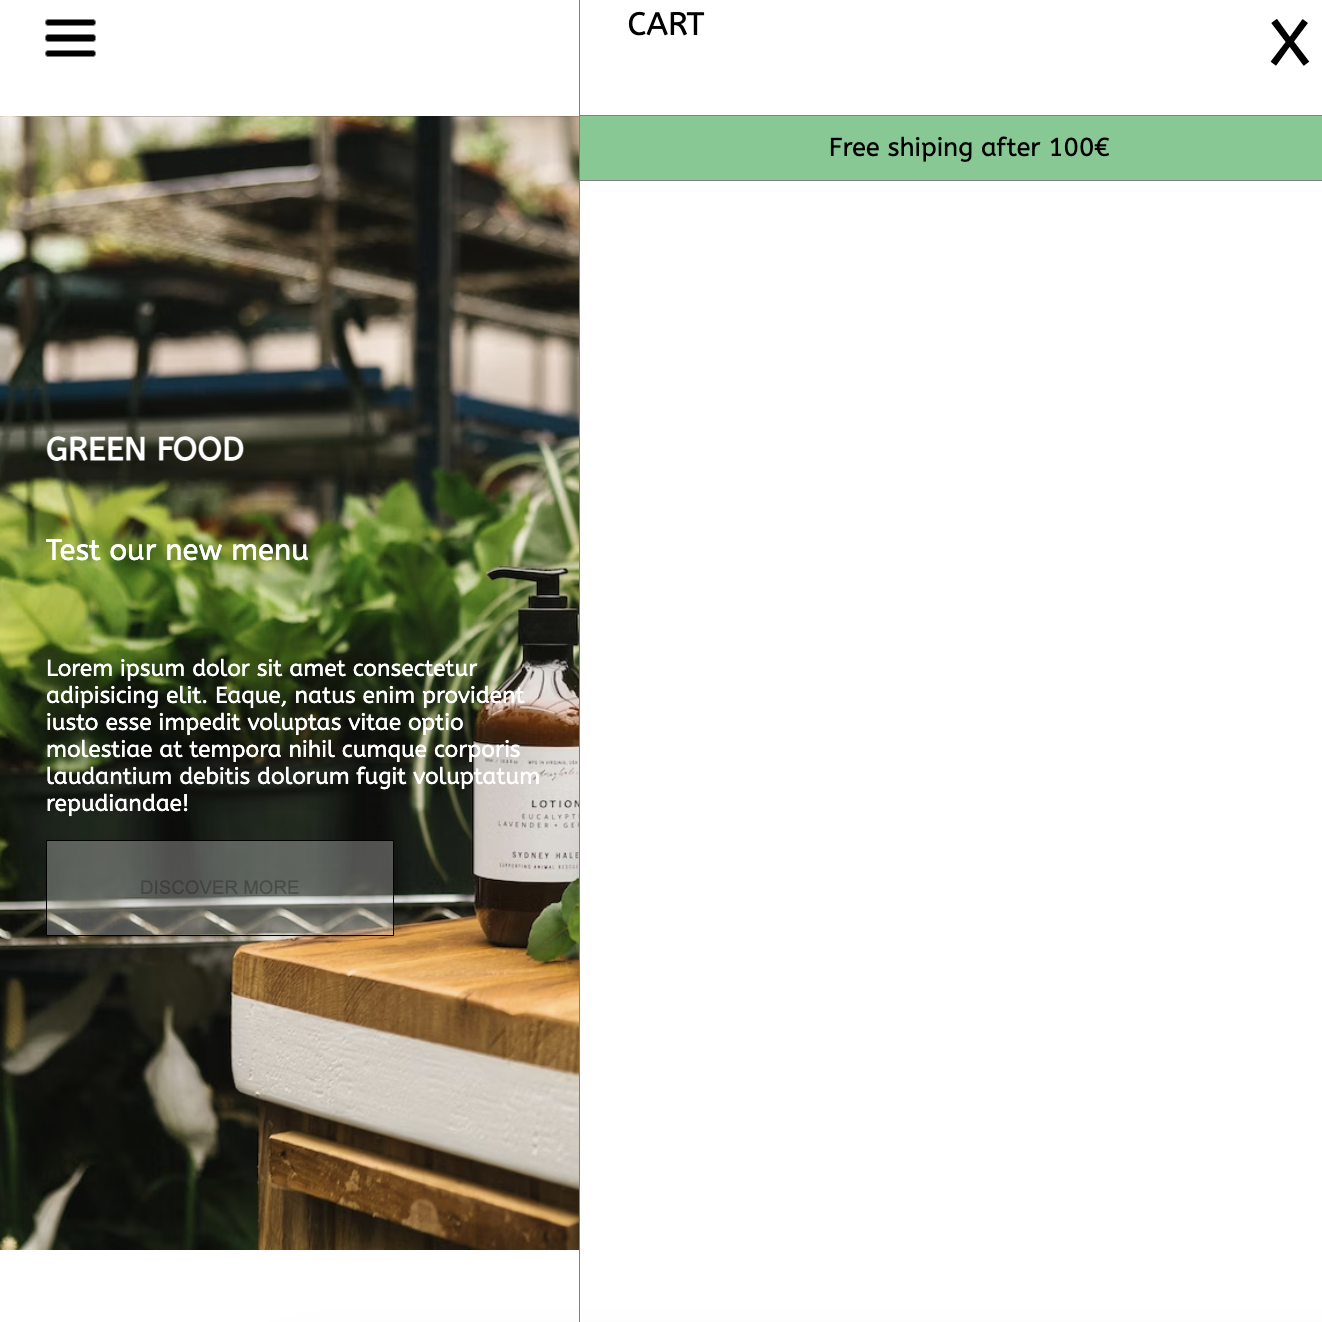 CART
X
Free shiping after 100€
GREEN FOOD
Test our new menu
Lorem ipsum dolor sit amet consectetur
adipisicing elit. Eaque, natus enim provident
iusto esse impedit voluptas vitae optio
molestiae at tempora nihil cumque corporis
laudantium debitis dolorum fugit voluptatum
repudiandae!
LOTION
EUCALYPT
LAVENDER + GE
SYDNEY HALE
DISCOVER MORE